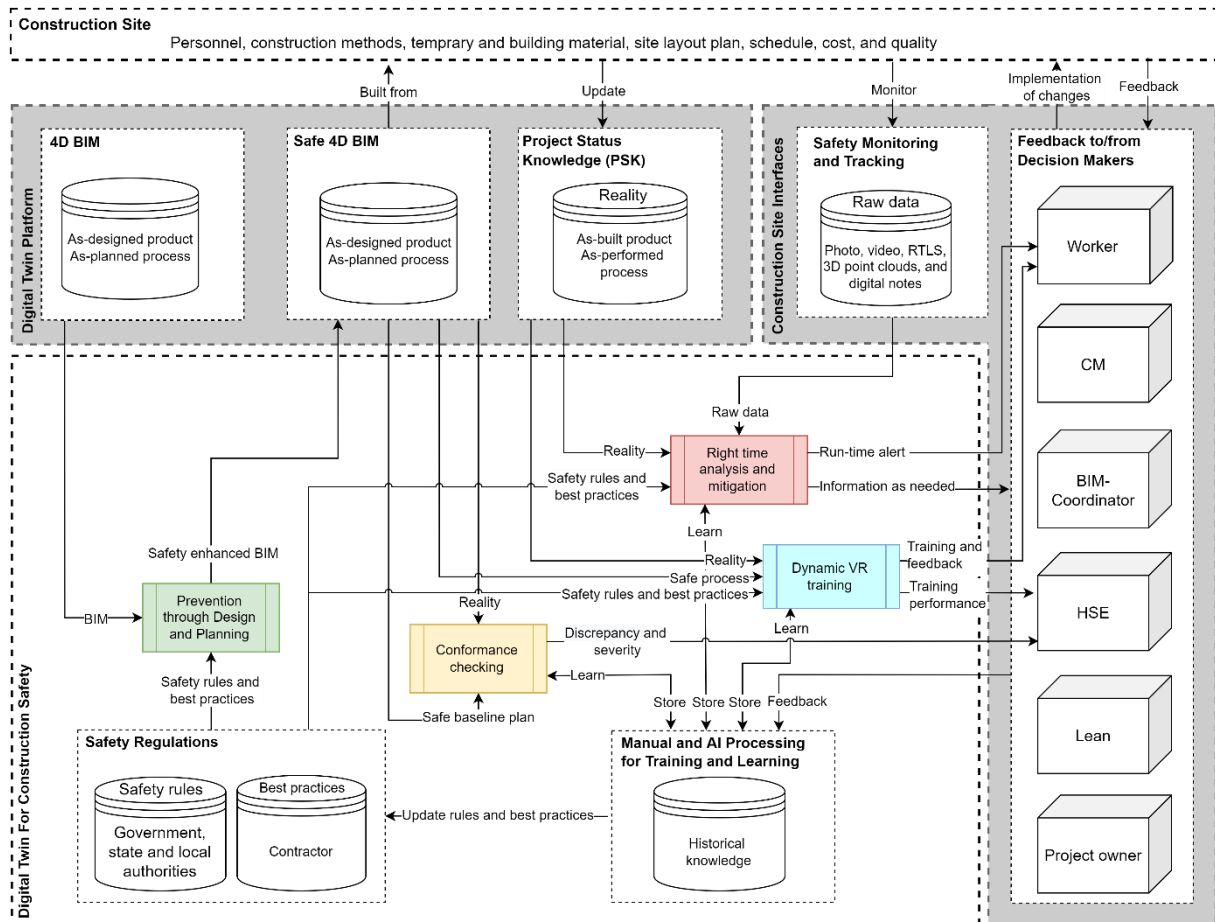 Construction Site
Personnel, construction methods, temprary and building material, site layout plan, schedule, cost, and quality
Built from
Update
Monitor
Implementation
of changes
Feedback
Digital Twin Platform
4D BIM
As-designed product
As-planned process
Safe 4D BIM
As-designed product
As-planned process
Project Status
Knowledge (PSK)
Reality
As-built product
As-performed
process
Construction Site Interfaces
Safety Monitoring
and Tracking
Raw data
Photo, video, RTLS,
3D point clouds, and
digital notes
Feedback to/from
Decision Makers
Worker
CM
BIM-
Coordinator
HSE
Lean
Project owner
Digital Twin For Construction Safety
Raw data
Reality
Safety rules and
best practices
Right time
analysis and
mitigation
Run-time alert
Information as needed
Learn
Safety enhanced BIM
BIM
Prevention
through Design
and Planning
Safety rules and
best practices
Reality
Safe process
Safety rules and best practices
Dynamic VR
training
Training and
feedback
Training
performance
Learn
Reality
Conformance
checking
Discrepancy and
severity
Learn
Safe baseline plan
Store
Store
Store
Feedback
Safety Regulations
Safety rules
Government,
state and local
authorities
Best practices
Contractor
Update rules and best practices
Manual and AI Processing
for Training and Learning
Historical
knowledge